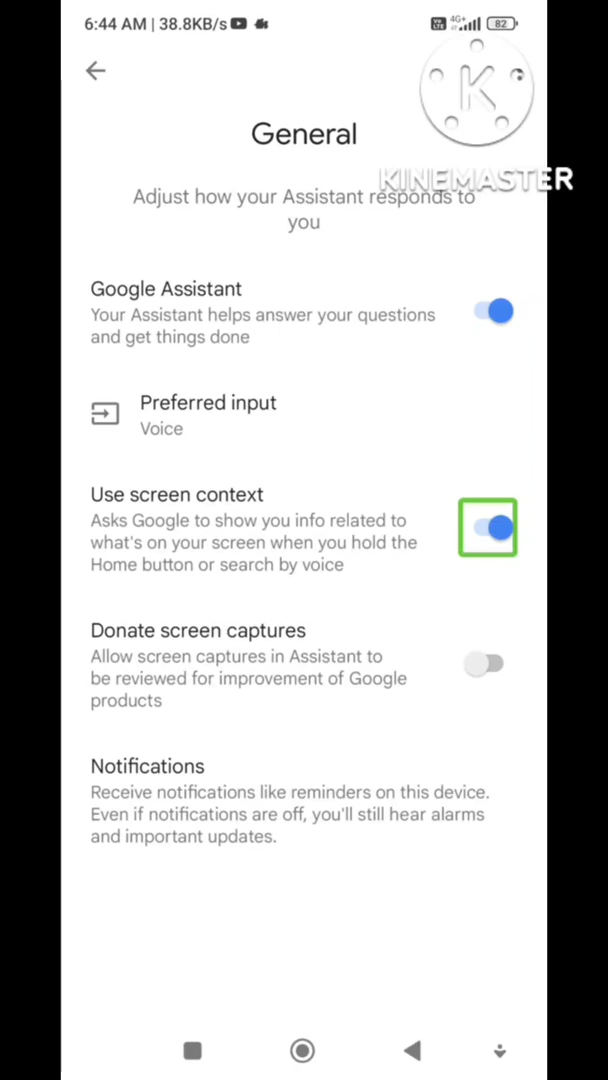 6:44 AM | 38.8KB/s
Vo LTE 4G+ 82
K
KINEMASTER
General
Adjust how your Assistant responds to
you
Google Assistant
Your Assistant helps answer your questions
and get things done
Preferred input
Voice
Use screen context
Asks Google to show you info related to
what's on your screen when you hold the
Home button or search by voice
Donate screen captures
Allow screen captures in Assistant to
be reviewed for improvement of Google
products
Notifications
Receive notifications like reminders on this device.
Even if notifications are off, you'll still hear alarms
and important updates.